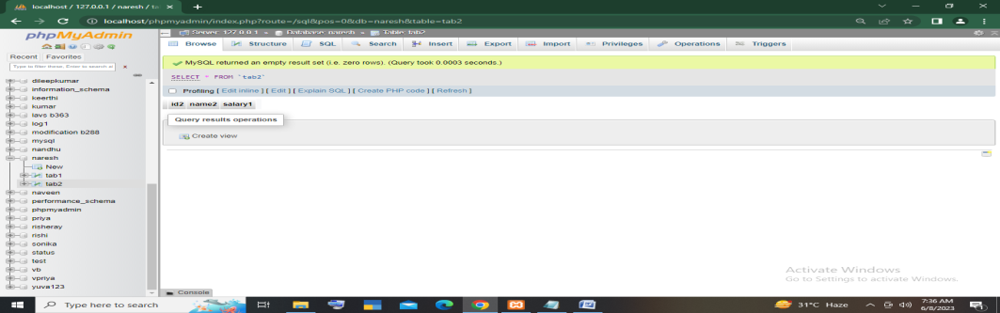 localhost / 127.0.0.1 / naresh / ta
localhost/phpmyadmin/index.php?route=/sql&pos=0&db=naresh&table=tab2
phpMyAdmin
Recent Favorites
Type to filter these, Enter to search al
dileepkumar
information_schema
keerthi
kumar
lavs b363
log1
modification b288
mysql
nandhu
naresh
New
tab1
tab2
naveen
performance_schema
phpmyadmin
priya
risheray
rishi
sonika
status
test
vb
vpriya
yuva123
Server: 127.0.0.1 » Database: naresh » Table: tab2
Browse Structure SQL Search Insert Export Import Privileges Operations Triggers
MySQL returned an empty result set (i.e. zero rows). (Query took 0.0003 seconds.)
SELECT * FROM `tab2`
Profiling [ Edit inline ] [ Edit ] [ Explain SQL ] [ Create PHP code ] [ Refresh ]
id2 name2 salary1
Query results operations
Create view
Console
Activate Windows
Go to Settings to activate Windows.
Type here to search
31°C Haze
7:36 AM
6/8/2023